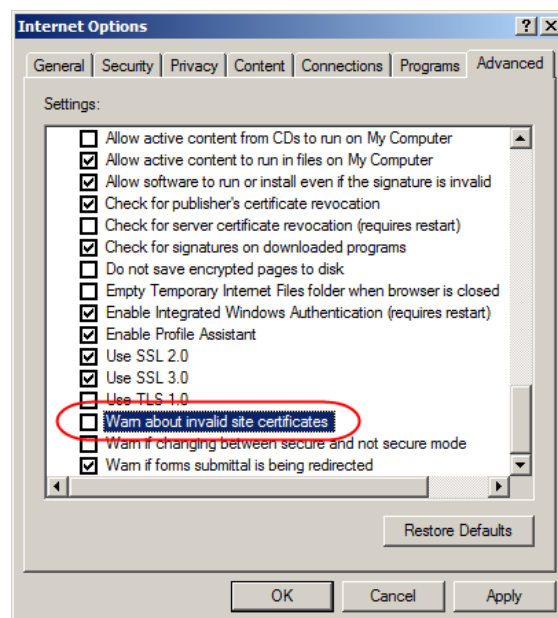 Internet Options
General Security Privacy Content Connections Programs Advanced
Settings:
Allow active content from CDs to run on My Computer
Allow active content to run in files on My Computer
Allow software to run or install even if the signature is invalid
Check for publisher's certificate revocation
Check for server certificate revocation (requires restart)
Check for signatures on downloaded programs
Do not save encrypted pages to disk
Empty Temporary Internet Files folder when browser is closed
Enable Integrated Windows Authentication (requires restart)
Enable Profile Assistant
Use SSL 2.0
Use SSL 3.0
Use TLS 1.0
Warn about invalid site certificates
Warn if changing between secure and not secure mode
Warn if forms submittal is being redirected
Restore Defaults
OK Cancel Apply